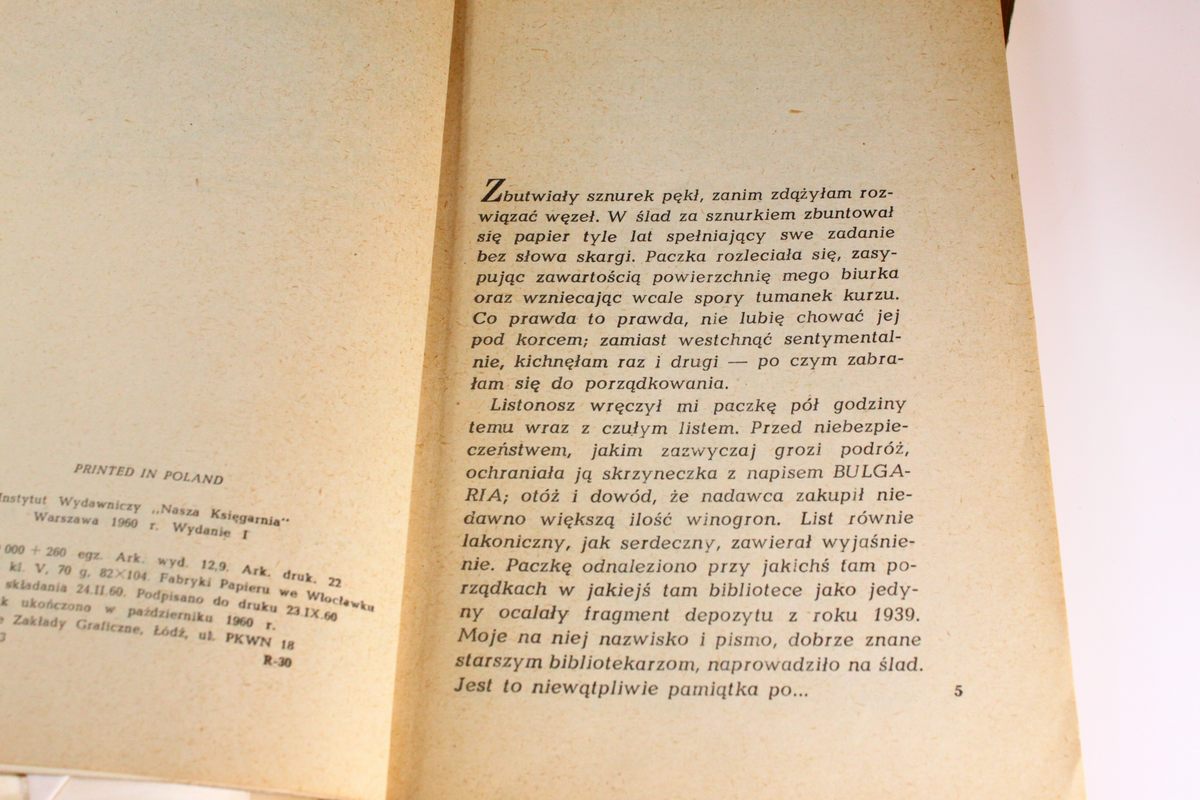 PRINTED IN POLAND
Instytut Wydawniczy „Nasza Księgarnia"
Warszawa 1960 r. Wydanie I
000 + 260 egz. Ark. wyd. 12,9. Ark. druk. 22
kl. V, 70 g, 82×104. Fabryki Papieru we Włocławku
składania 24.II.60. Podpisano do druku 23.IX.60
k ukończono w październiku 1960 r.
e Zakłady Graficzne, Łódź, ul. PKWN 18
3
R-30
Zbutwiały sznurek pękł, zanim zdążyłam roz-
wiązać węzeł. W ślad za sznurkiem zbuntował
się papier tyle lat spełniający swe zadanie
bez słowa skargi. Paczka rozleciała się, zasy-
pując zawartością powierzchnię mego biurka
oraz wzniecając wcale spory tumanek kurzu.
Co prawda to prawda, nie lubię chować jej
pod korcem; zamiast westchnąć sentymental-
nie, kichnęłam raz i drugi — po czym zabra-
łam się do porządkowania.
Listonosz wręczył mi paczkę pół godziny
temu wraz z czułym listem. Przed niebezpie-
czeństwem, jakim zazwyczaj grozi podróż,
ochraniała ją skrzyneczka z napisem BULGA-
RIA; otóż i dowód, że nadawca zakupił nie-
dawno większą ilość winogron. List równie
lakoniczny, jak serdeczny, zawierał wyjaśnie-
nie. Paczkę odnaleziono przy jakichś tam po-
rządkach w jakiejś tam bibliotece jako jedy-
ny ocalały fragment depozytu z roku 1939.
Moje na niej nazwisko i pismo, dobrze znane
starszym bibliotekarzom, naprowadziło na ślad.
Jest to niewątpliwie pamiątka po...
5